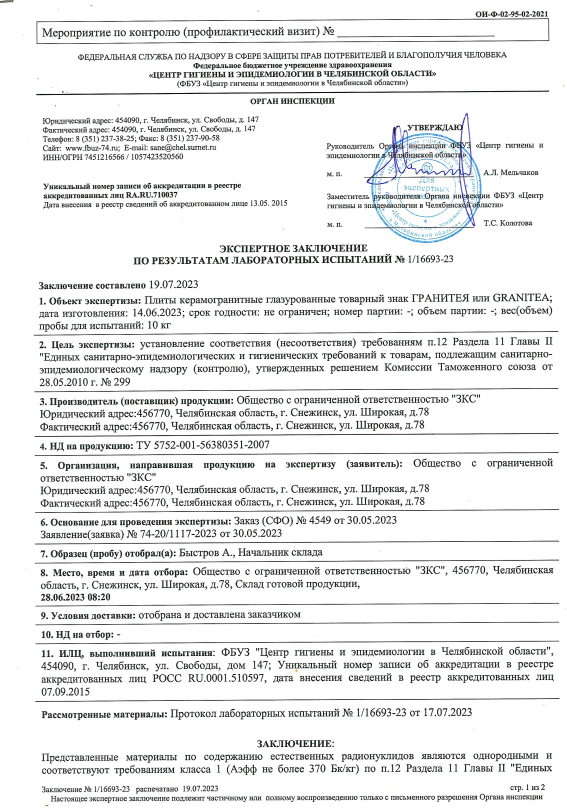 ОИ-Ф-02-95-02-2021
Мероприятие по контролю (профилактический визит) № ____________________
ФЕДЕРАЛЬНАЯ СЛУЖБА ПО НАДЗОРУ В СФЕРЕ ЗАЩИТЫ ПРАВ ПОТРЕБИТЕЛЕЙ И БЛАГОПОЛУЧИЯ ЧЕЛОВЕКА
Федеральное бюджетное учреждение здравоохранения
«ЦЕНТР ГИГИЕНЫ И ЭПИДЕМИОЛОГИИ В ЧЕЛЯБИНСКОЙ ОБЛАСТИ»
(ФБУЗ «Центр гигиены и эпидемиологии в Челябинской области»)
ОРГАН ИНСПЕКЦИИ
Юридический адрес: 454090, г. Челябинск, ул. Свободы, д. 147
Фактический адрес: 454090, г. Челябинск, ул. Свободы, д. 147
Телефон: 8 (351) 237-38-25; Факс: 8 (351) 237-90-58
Сайт: www.fbuz-74.ru; E-mail: sane@chel.surnet.ru
ИНН/ОГРН 7451216566 / 1057423520560
Уникальный номер записи об аккредитации в реестре
аккредитованных лиц RA.RU.710037
Дата внесения в реестр сведений об аккредитованном лице 13.05. 2015
УТВЕРЖДАЮ
Руководитель Органа инспекции ФБУЗ «Центр гигиены и
эпидемиологии в Челябинской области»
м. п. А.Л. Мельчаков
Заместитель руководителя Органа инспекции ФБУЗ «Центр
гигиены и эпидемиологии в Челябинской области»
м. п. Т.С. Колотова
Для
экспертных
ЭКСПЕРТНОЕ ЗАКЛЮЧЕНИЕ
ПО РЕЗУЛЬТАТАМ ЛАБОРАТОРНЫХ ИСПЫТАНИЙ № 1/16693-23
Заключение составлено 19.07.2023
1. Объект экспертизы: Плиты керамогранитные глазурованные товарный знак ГРАНИТЕЯ или GRANITEA;
дата изготовления: 14.06.2023; срок годности: не ограничен; номер партии: -; объем партии: -; вес(объем)
пробы для испытаний: 10 кг
2. Цель экспертизы: установление соответствия (несоответствия) требованиям п.12 Раздела 11 Главы II
"Единых санитарно-эпидемиологических и гигиенических требований к товарам, подлежащим санитарно-
эпидемиологическому надзору (контролю), утвержденных решением Комиссии Таможенного союза от
28.05.2010 г. № 299
3. Производитель (поставщик) продукции: Общество с ограниченной ответственностью "ЗКС"
Юридический адрес:456770, Челябинская область, г. Снежинск, ул. Широкая, д.78
Фактический адрес:456770, Челябинская область, г. Снежинск, ул. Широкая, д.78
4. НД на продукцию: ТУ 5752-001-56380351-2007
5. Организация, направившая продукцию на экспертизу (заявитель): Общество с ограниченной
ответственностью "ЗКС"
Юридический адрес:456770, Челябинская область, г. Снежинск, ул. Широкая, д.78
Фактический адрес:456770, Челябинская область, г. Снежинск, ул. Широкая, д.78
6. Основание для проведения экспертизы: Заказ (СФО) № 4549 от 30.05.2023
Заявление(заявка) № 74-20/1117-2023 от 30.05.2023
7. Образец (пробу) отобрал(а): Быстров А., Начальник склада
8. Место, время и дата отбора: Общество с ограниченной ответственностью "ЗКС", 456770, Челябинская
область, г. Снежинск, ул. Широкая, д.78, Склад готовой продукции,
28.06.2023 08:20
9. Условия доставки: отобрана и доставлена заказчиком
10. НД на отбор: -
11. ИЛЦ, выполнивший испытания: ФБУЗ "Центр гигиены и эпидемиологии в Челябинской области",
454090, г. Челябинск, ул. Свободы, дом 147; Уникальный номер записи об аккредитации в реестре
аккредитованных лиц РОСС RU.0001.510597, дата внесения сведений в реестр аккредитованных лиц
07.09.2015
Рассмотренные материалы: Протокол лабораторных испытаний № 1/16693-23 от 17.07.2023
ЗАКЛЮЧЕНИЕ:
Представленные материалы по содержанию естественных радионуклидов являются однородными и
соответствуют требованиям класса 1 (Аэфф не более 370 Бк/кг) по п.12 Раздела 11 Главы II "Единых
Заключение № 1/16693-23 распечатано 19.07.2023 стр. 1 из 2
Настоящее экспертное заключение подлежит частичному или полному воспроизведению только с письменного разрешения Органа инспекции